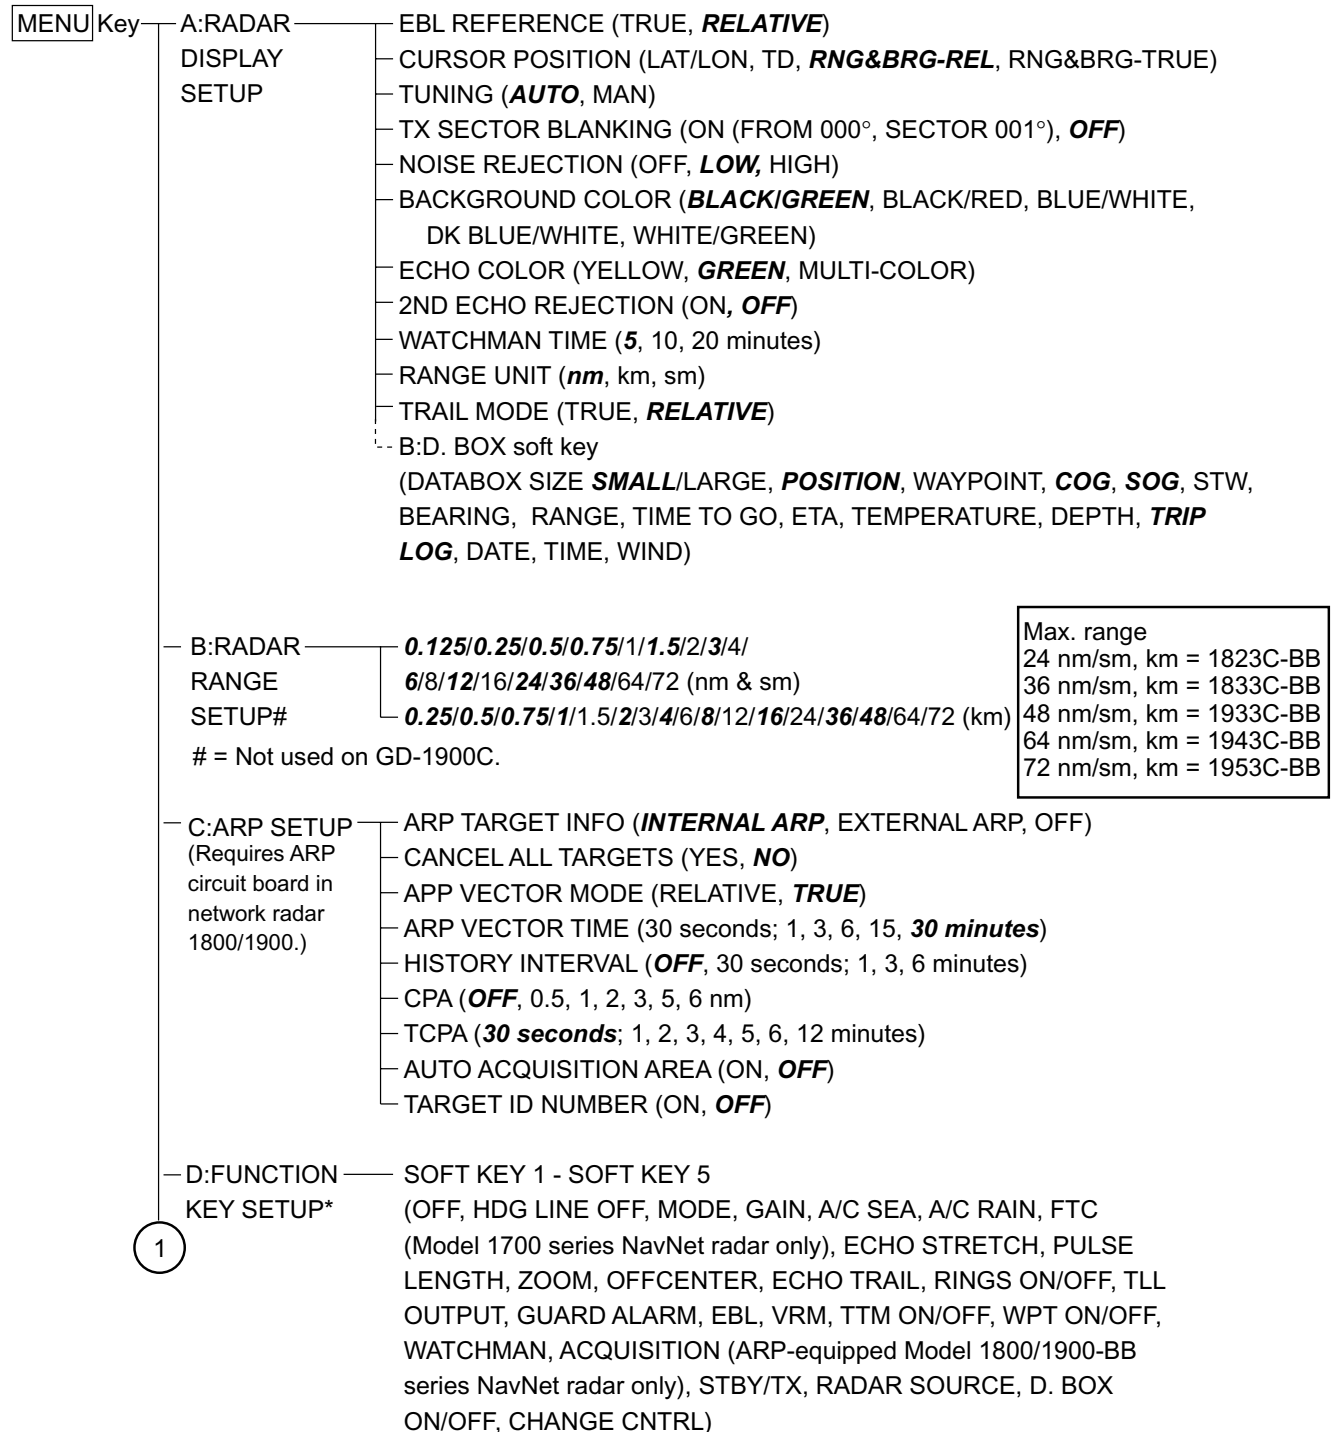 MENU Key A:RADAR EBL REFERENCE (TRUE, RELATIVE)
DISPLAY CURSOR POSITION (LAT/LON, TD, RNG&BRG-REL, RNG&BRG-TRUE)
SETUP TUNING (AUTO, MAN)
TX SECTOR BLANKING (ON (FROM 000°, SECTOR 001°), OFF)
NOISE REJECTION (OFF, LOW, HIGH)
BACKGROUND COLOR (BLACK/GREEN, BLACK/RED, BLUE/WHITE,
DK BLUE/WHITE, WHITE/GREEN)
ECHO COLOR (YELLOW, GREEN, MULTI-COLOR)
2ND ECHO REJECTION (ON, OFF)
WATCHMAN TIME (5, 10, 20 minutes)
RANGE UNIT (nm, km, sm)
TRAIL MODE (TRUE, RELATIVE)
B:D. BOX soft key
(DATABOX SIZE SMALL/LARGE, POSITION, WAYPOINT, COG, SOG, STW,
BEARING, RANGE, TIME TO GO, ETA, TEMPERATURE, DEPTH, TRIP
LOG, DATE, TIME, WIND)
B:RADAR 0.125/0.25/0.5/0.75/1/1.5/2/3/4/
RANGE 6/8/12/16/24/36/48/64/72 (nm & sm)
SETUP# 0.25/0.5/0.75/1/1.5/2/3/4/6/8/12/16/24/36/48/64/72 (km)
# = Not used on GD-1900C.
Max. range
24 nm/sm, km = 1823C-BB
36 nm/sm, km = 1833C-BB
48 nm/sm, km = 1933C-BB
64 nm/sm, km = 1943C-BB
72 nm/sm, km = 1953C-BB
C:ARP SETUP
(Requires ARP
circuit board in
network radar
1800/1900.)
ARP TARGET INFO (INTERNAL ARP, EXTERNAL ARP, OFF)
CANCEL ALL TARGETS (YES, NO)
APP VECTOR MODE (RELATIVE, TRUE)
ARP VECTOR TIME (30 seconds; 1, 3, 6, 15, 30 minutes)
HISTORY INTERVAL (OFF, 30 seconds; 1, 3, 6 minutes)
CPA (OFF, 0.5, 1, 2, 3, 5, 6 nm)
TCPA (30 seconds; 1, 2, 3, 4, 5, 6, 12 minutes)
AUTO ACQUISITION AREA (ON, OFF)
TARGET ID NUMBER (ON, OFF)
D:FUNCTION SOFT KEY 1 - SOFT KEY 5
KEY SETUP* (OFF, HDG LINE OFF, MODE, GAIN, A/C SEA, A/C RAIN, FTC
1 (Model 1700 series NavNet radar only), ECHO STRETCH, PULSE
LENGTH, ZOOM, OFFCENTER, ECHO TRAIL, RINGS ON/OFF, TLL
OUTPUT, GUARD ALARM, EBL, VRM, TTM ON/OFF, WPT ON/OFF,
WATCHMAN, ACQUISITION (ARP-equipped Model 1800/1900-BB
series NavNet radar only), STBY/TX, RADAR SOURCE, D. BOX
ON/OFF, CHANGE CNTRL)